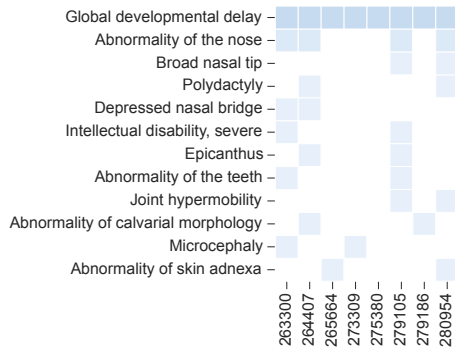 Global developmental delay
Abnormality of the nose
Broad nasal tip
Polydactyly
Depressed nasal bridge
Intellectual disability, severe
Epicanthus
Abnormality of the teeth
Joint hypermobility
Abnormality of calvarial morphology
Microcephaly
Abnormality of skin adnexa
263300
264407
265664
273309
275380
279105
279186
280954